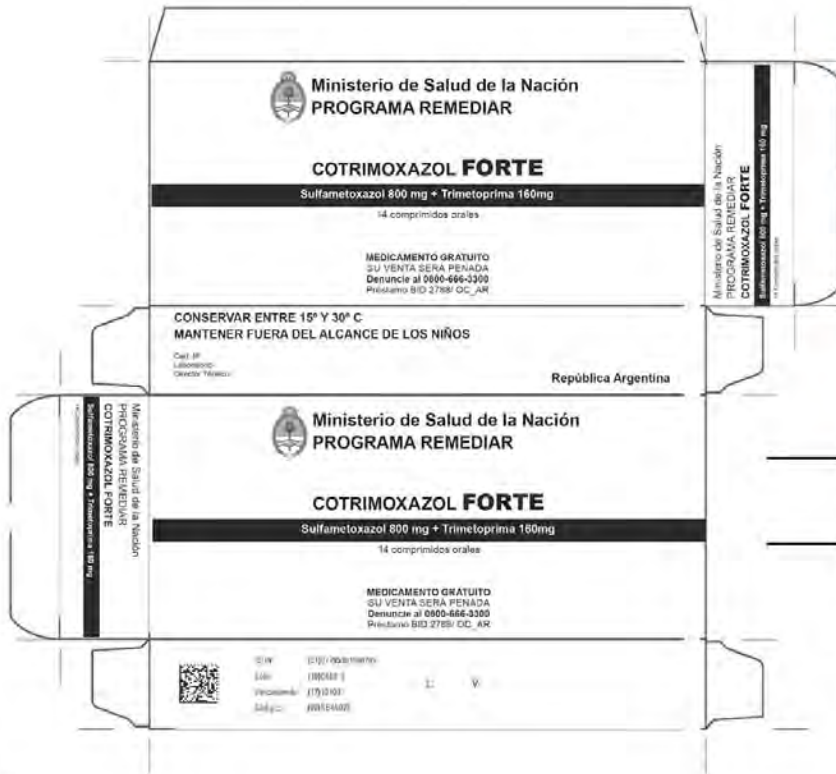 Ministerio de Salud de la Nación
PROGRAMA REMEDIAR
COTRIMOXAZOL FORTE
Sulfametoxazol 800 mg + Trimetoprima 160mg
14 comprimidos orales
MEDICAMENTO GRATUITO
SU VENTA SERA PENADA
Denuncie al 0800-666-3300
Préstamo BID 2788/ OC_AR
Ministerio de Salud de la Nación
PROGRAMA REMEDIAR
COTRIMOXAZOL FORTE
Sulfametoxazol 800 mg + Trimetoprima 160 mg
CONSERVAR ENTRE 15º Y 30º C
MANTENER FUERA DEL ALCANCE DE LOS NIÑOS
Cert. Nº
Laboratorio
Director Técnico
República Argentina
Ministerio de Salud de la Nación
PROGRAMA REMEDIAR
COTRIMOXAZOL FORTE
Sulfametoxazol 800 mg + Trimetoprima 160 mg
Ministerio de Salud de la Nación
PROGRAMA REMEDIAR
COTRIMOXAZOL FORTE
Sulfametoxazol 800 mg + Trimetoprima 160mg
14 comprimidos orales
MEDICAMENTO GRATUITO
SU VENTA SERA PENADA
Denuncie al 0800-666-3300
Préstamo BID 2788/ OC_AR
L: V: